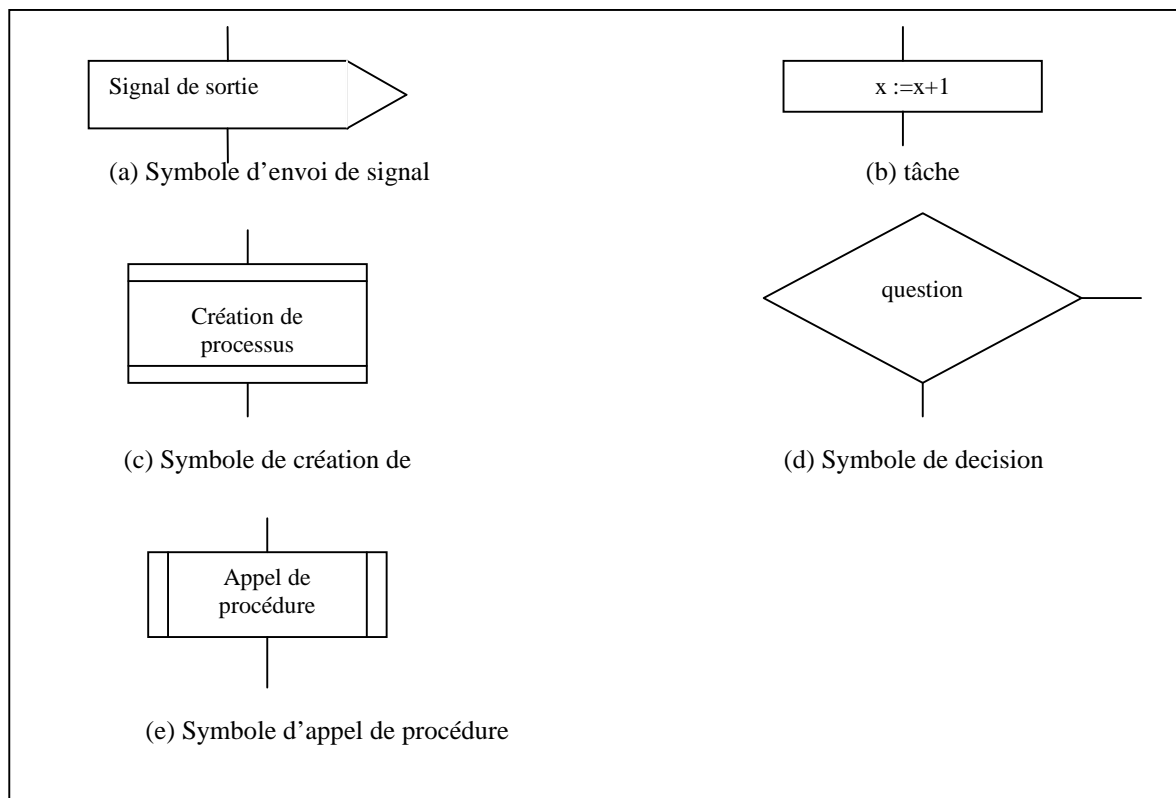 Signal de sortie
x :=x+1
(a) Symbole d’envoi de signal
(b) tâche
Création de
processus
question
(c) Symbole de création de
(d) Symbole de decision
Appel de
procédure
(e) Symbole d’appel de procédure